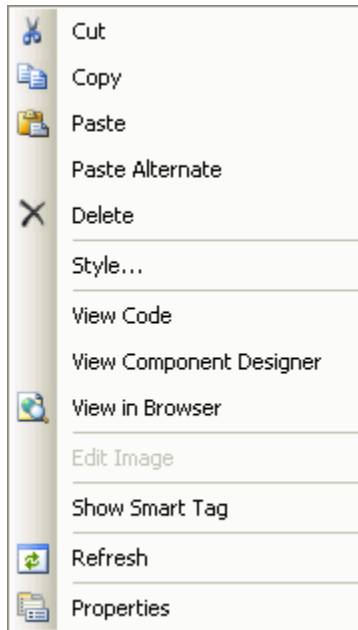 Cut
Copy
Paste
Paste Alternate
Delete
Style...
View Code
View Component Designer
View in Browser
Edit Image
Show Smart Tag
Refresh
Properties